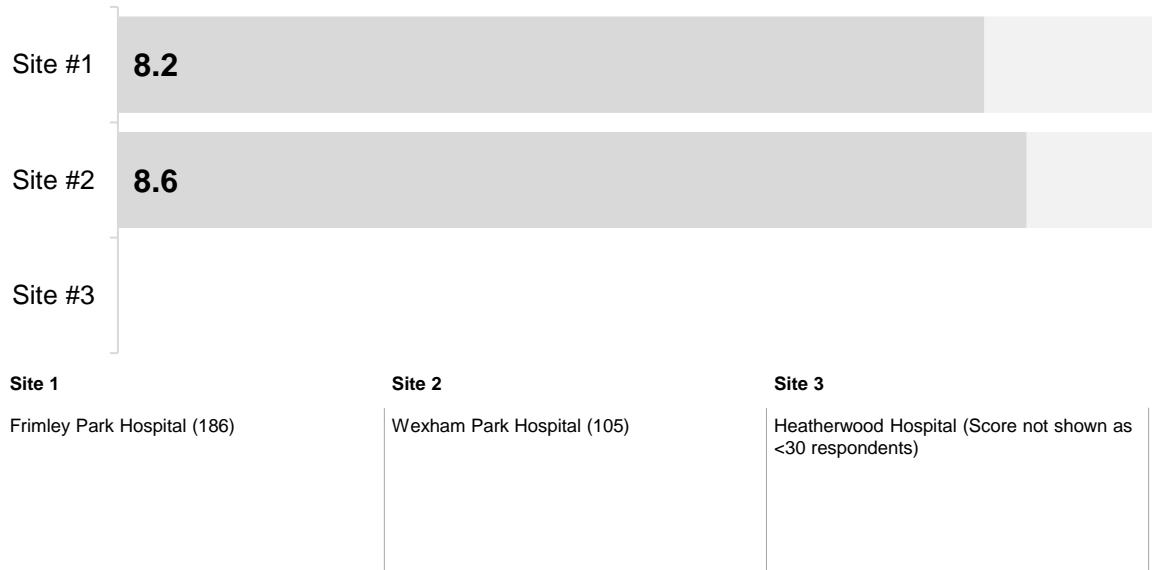 Site #1
8.2
Site #2
8.6
Site #3
Site 1
Site 2
Site 3
Frimley Park Hospital (186)
Wexham Park Hospital (105)
Heatherwood Hospital (Score not shown as
<30 respondents)